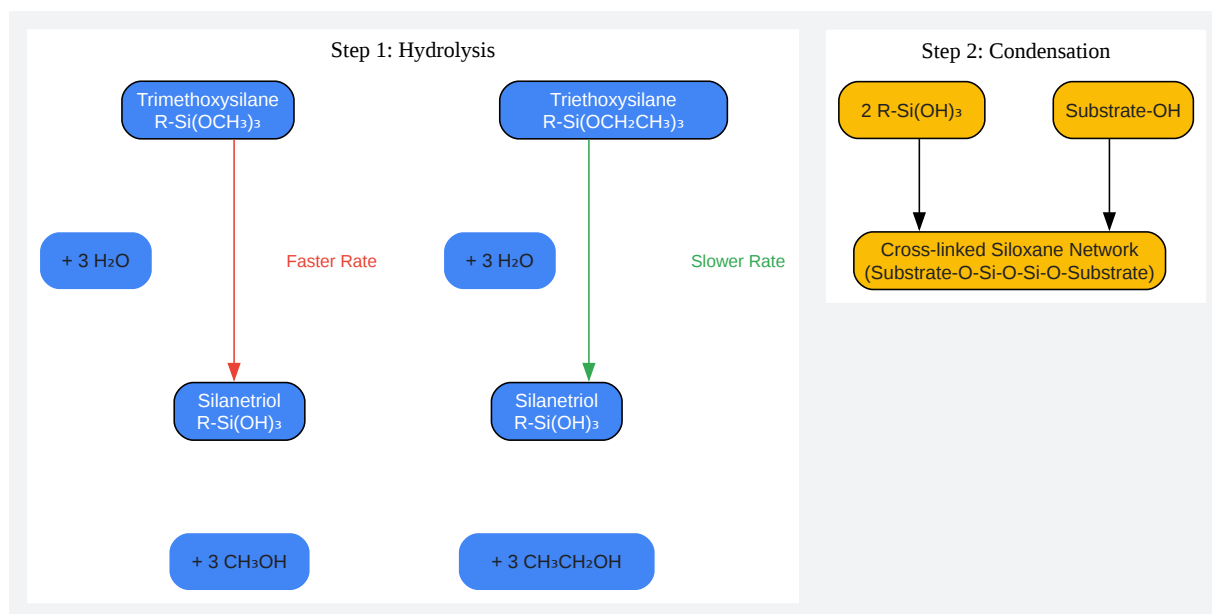 Step 1: Hydrolysis
Trimethoxysilane
R-Si(OCH₃)₃
Triethoxysilane
R-Si(OCH₂CH₃)₃
+ 3 H₂O
Faster Rate
+ 3 H₂O
Slower Rate
Silanetriol
R-Si(OH)₃
Silanetriol
R-Si(OH)₃
+ 3 CH₃OH
+ 3 CH₃CH₂OH
Step 2: Condensation
2 R-Si(OH)₃
Substrate-OH
Cross-linked Siloxane Network
(Substrate-O-Si-O-Si-O-Substrate)